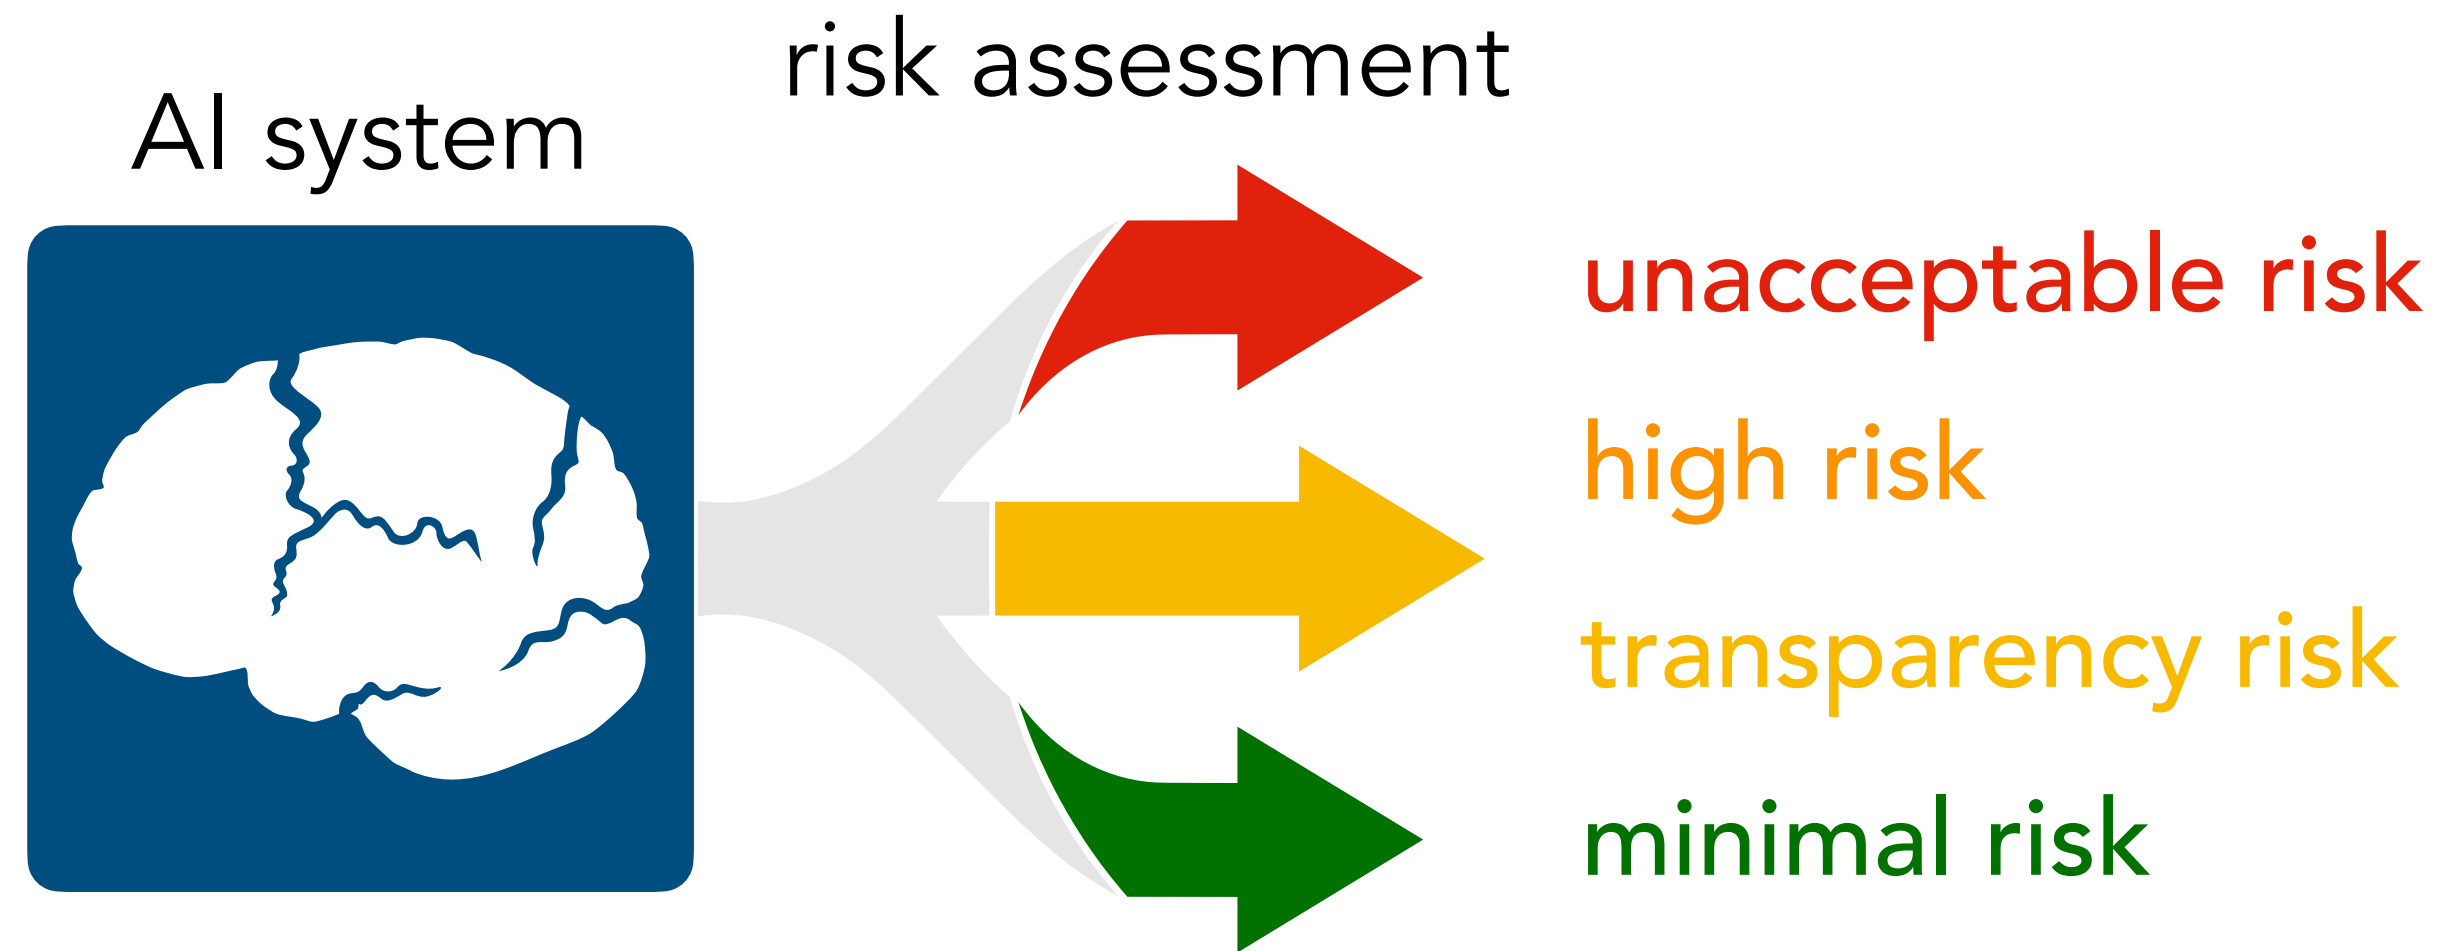 AI system
risk assessment
unacceptable risk
high risk
transparency risk
minimal risk